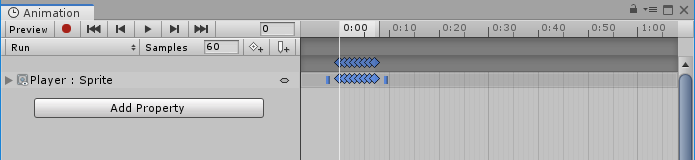 Animation
Preview 0 0:00 0:10 0:20 0:30 0:40 0:50 1:00
Run Samples 60
Player : Sprite
Add Property